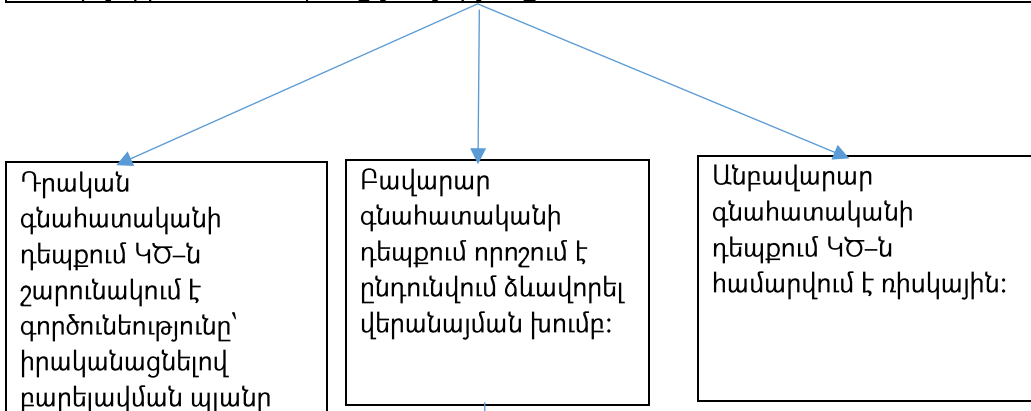 Դրական
գնահատականի
դեպքում ԿԾ–ն
շարունակում է
գործունեությունը՝
իրականացնելով
բարելավման պլանը
Բավարար
գնահատականի
դեպքում որոշում է
ընդունվում ձևավորել
վերանայման խումբ:
Անբավարար
գնահատականի
դեպքում ԿԾ–ն
համարվում է ռիսկային: